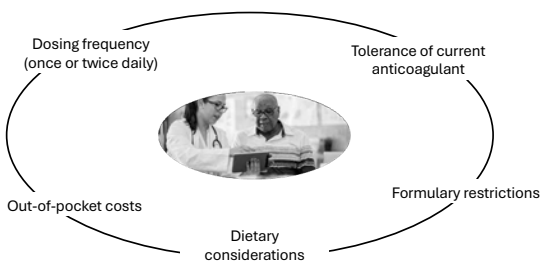 Dosing frequency
(once or twice daily)
Tolerance of current
anticoagulant
Out-of-pocket costs
Formulary restrictions
Dietary
considerations